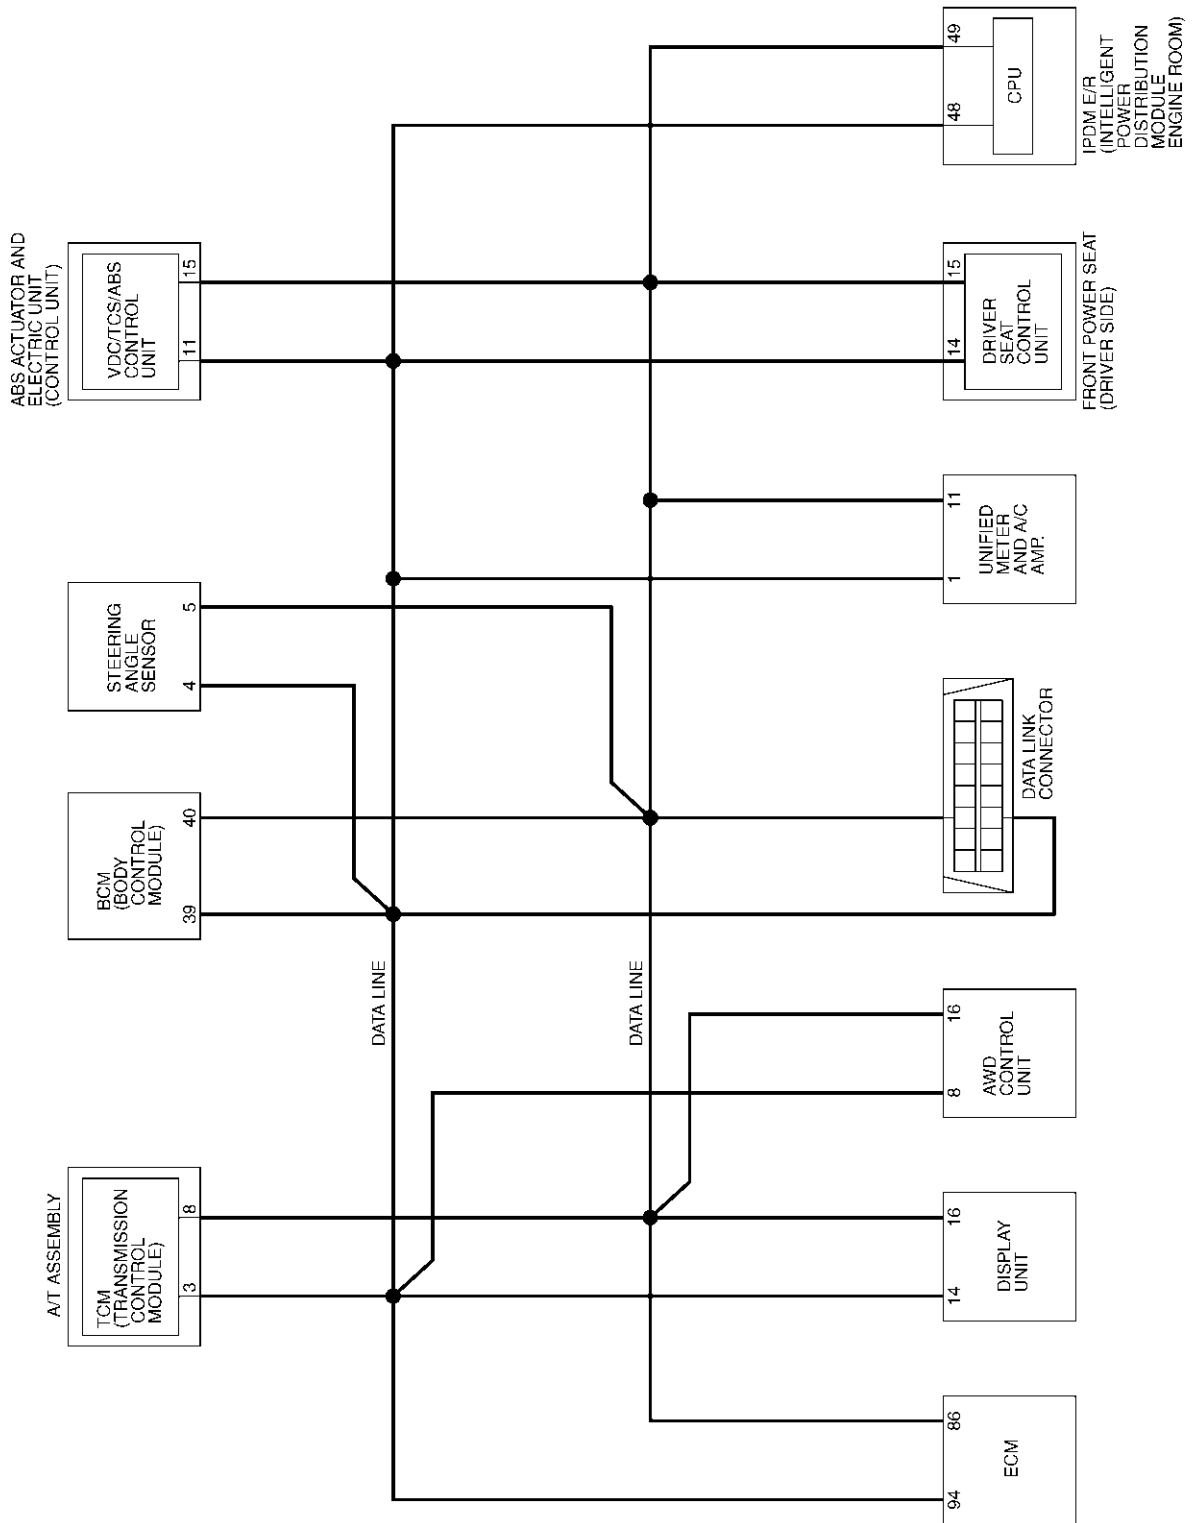 A/T ASSEMBLY
TCM
(TRANSMISSION
CONTROL
MODULE)
3
8
BCM
(BODY
CONTROL
MODULE)
39
40
STEERING
ANGLE
SENSOR
4
5
ABS ACTUATOR AND
ELECTRIC UNIT
(CONTROL UNIT)
VDC/TCS/ABS
CONTROL
UNIT
11
15
DATA LINE
DATA LINE
94
86
ECM
14
16
DISPLAY
UNIT
8
16
AWD
CONTROL
UNIT
DATA LINK
CONNECTOR
1
11
UNIFIED
METER
AND A/C
AMP.
14
15
DRIVER
SEAT
CONTROL
UNIT
FRONT POWER SEAT
(DRIVER SIDE)
48
49
CPU
IPDM E/R
(INTELLIGENT
POWER
DISTRIBUTION
MODULE
ENGINE ROOM)